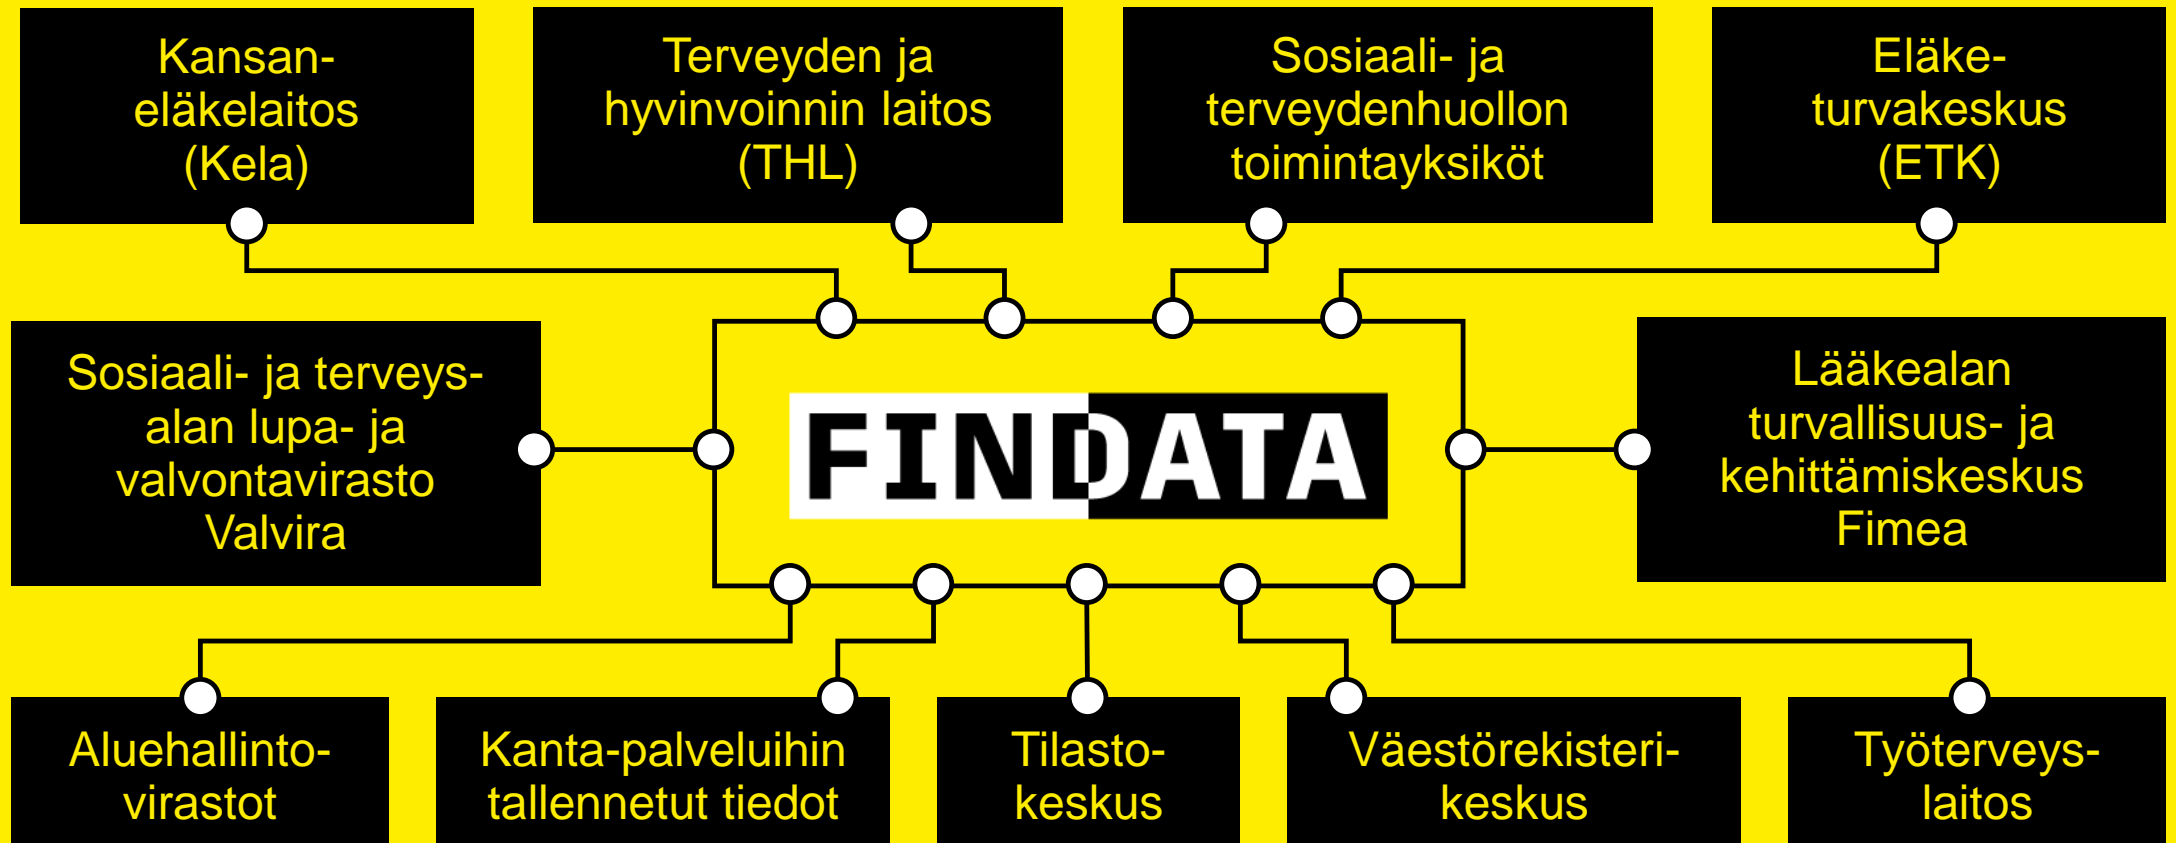 Kansan-
eläkelaitos
(Kela)
Terveyden ja
hyvinvoinnin laitos
(THL)
Sosiaali- ja
terveydenhuollon
toimintayksiköt
Eläke-
turvakeskus
(ETK)
Sosiaali- ja terveys-
alan lupa- ja
valvontavirasto
Valvira
FINDATA
Lääkealan
turvallisuus- ja
kehittämiskeskus
Fimea
Aluehallinto-
virastot
Kanta-palveluihin
tallennetut tiedot
Tilasto-
keskus
Väestörekisteri-
keskus
Työterveys-
laitos